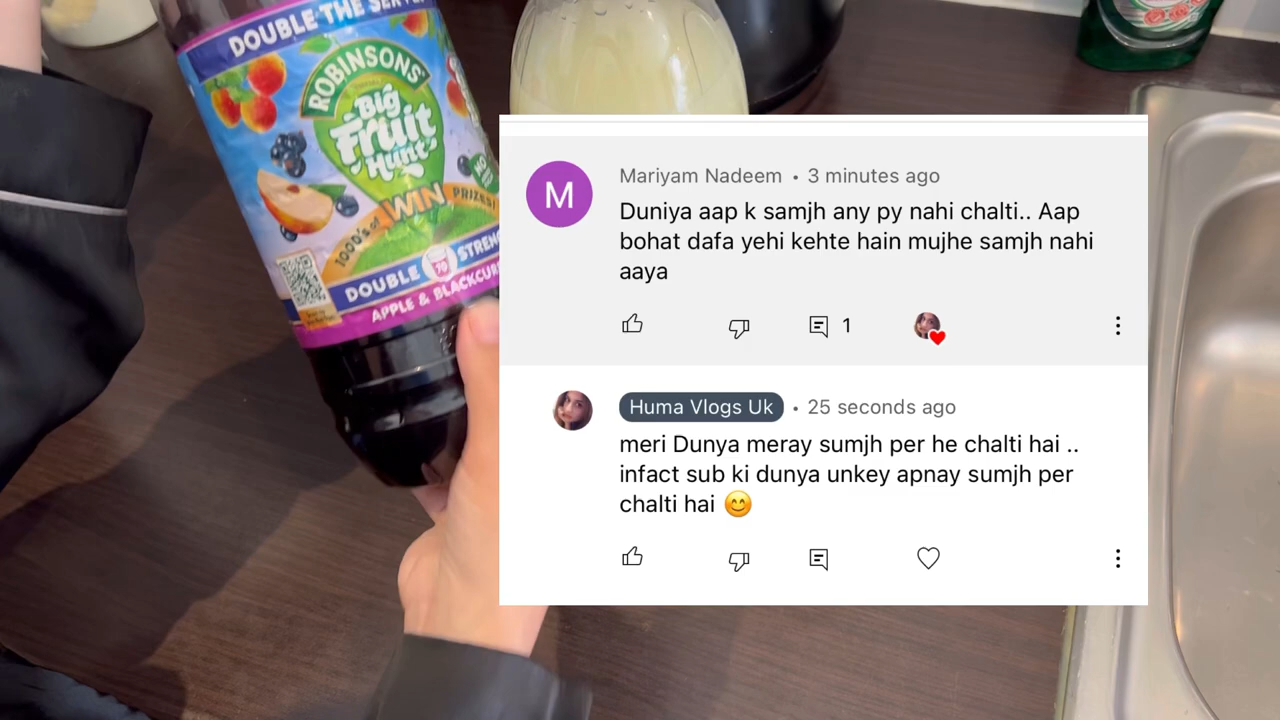 DOUBLE THE
ROBINSONS
Big
Fruit
Hunt
1000's of WIN PRIZES!
DOUBLE
APPLE &
M
Mariyam Nadeem • 3 minutes ago
Duniya aap k samjh any py nahi chalti.. Aap
bohat dafa yehi kehte hain mujhe samjh nahi
aaya
1
Huma Vlogs Uk • 25 seconds ago
meri Dunya meray sumjh per he chalti hai ..
infact sub ki dunya unkey apnay sumjh per
chalti hai 😊